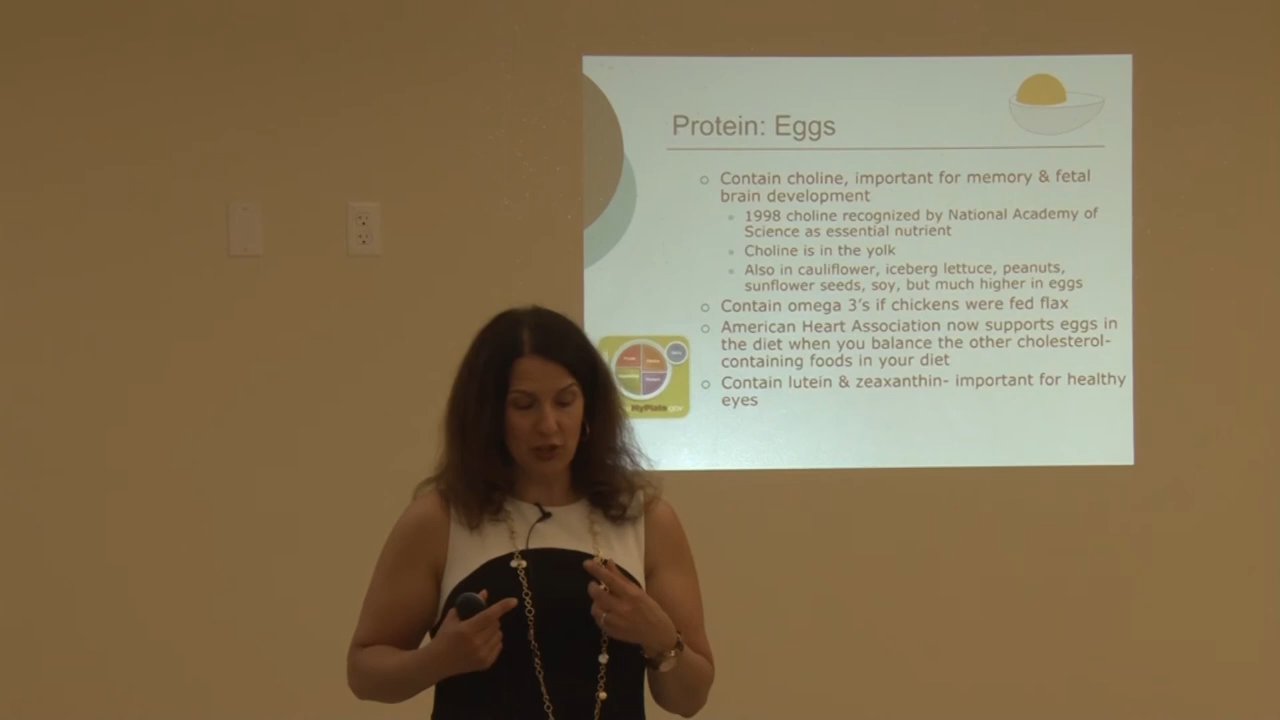 Protein: Eggs
Contain choline, important for memory & fetal
brain development
1998 choline recognized by National Academy of
Science as essential nutrient
Choline is in the yolk
Also in cauliflower, iceberg lettuce, peanuts,
sunflower seeds, soy, but much higher in eggs
Contain omega 3's if chickens were fed flax
American Heart Association now supports eggs in
the diet when you balance the other cholesterol-
containing foods in your diet
Contain lutein & zeaxanthin- important for healthy
eyes
MyPlate